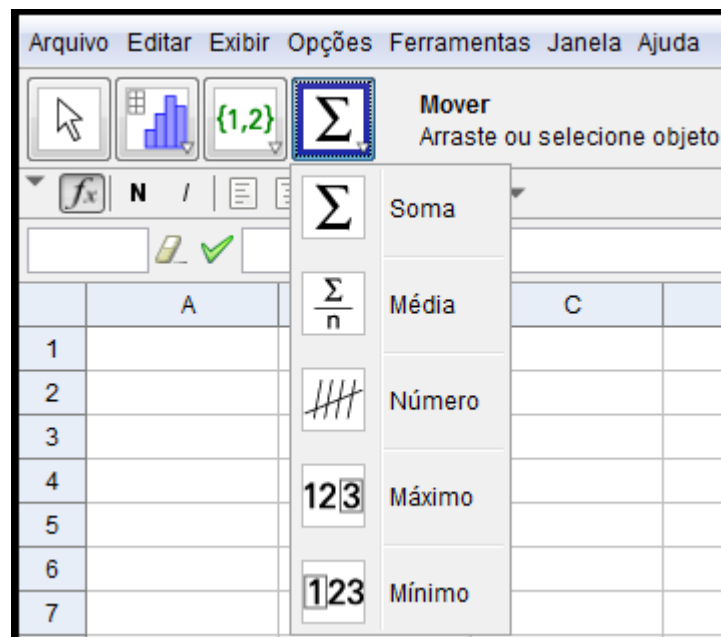 Arquivo Editar Exibir Opções Ferramentas Janela Ajuda
{1,2} Σ
Mover
Arraste ou selecione objeto
fx N I
Σ Soma
A C
Σ/n Média
1
2
Número
3
4
123 Máximo
5
6
123 Mínimo
7